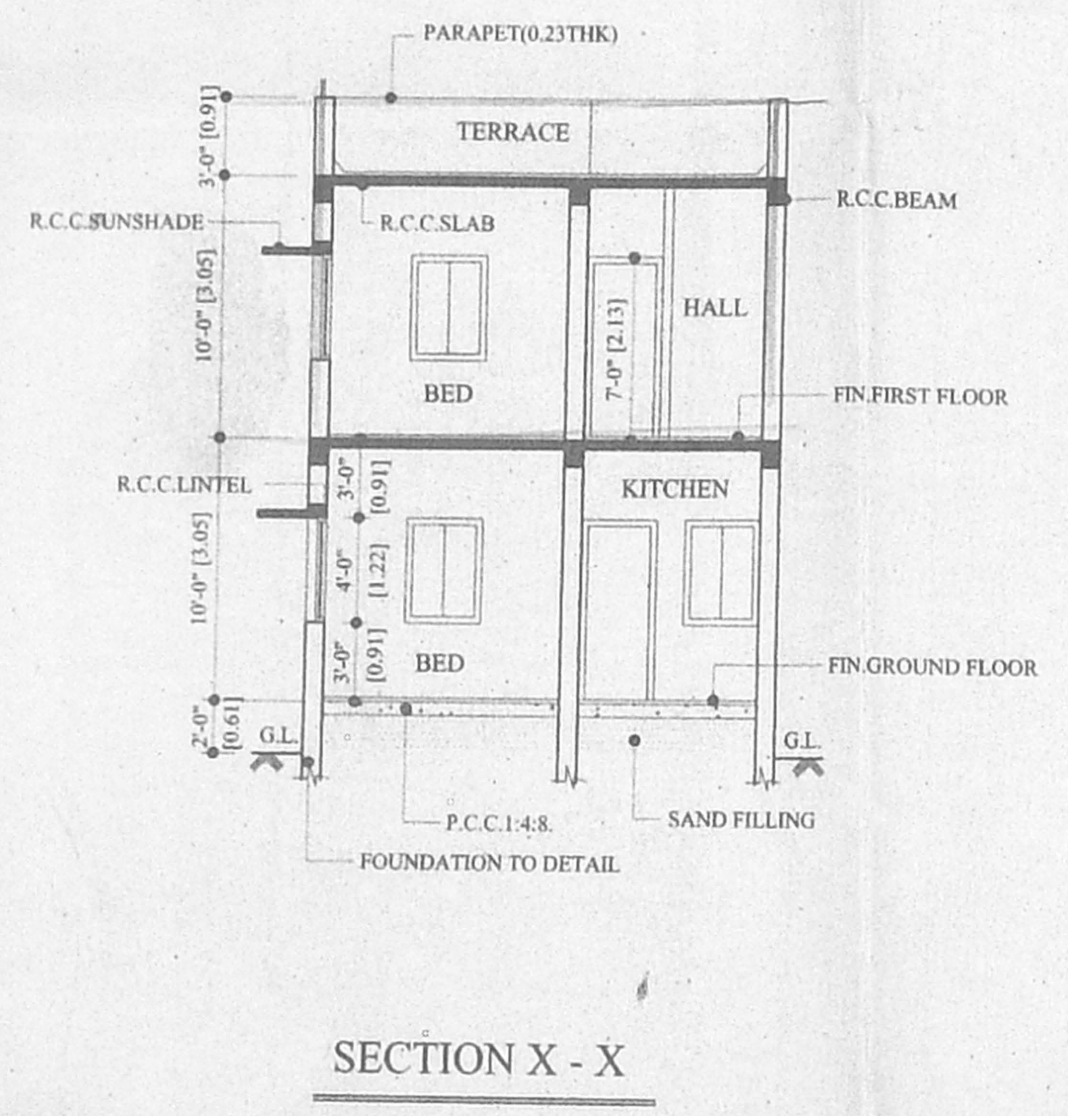 PARAPET(0.23THK)
3'-0" [0.91]
TERRACE
R.C.C.BEAM
R.C.C.SUNSHADE
R.C.C.SLAB
10'-0" [3.05]
7'-0" [2.13]
HALL
BED
FIN.FIRST FLOOR
R.C.C.LINTEL
3'-0"
[0.91]
KITCHEN
10'-0" [3.05]
4'-0"
[1.22]
3'-0"
[0.91]
BED
FIN.GROUND FLOOR
2'-0"
[0.61]
G.L.
G.L.
P.C.C.1:4:8.
SAND FILLING
FOUNDATION TO DETAIL
SECTION X - X